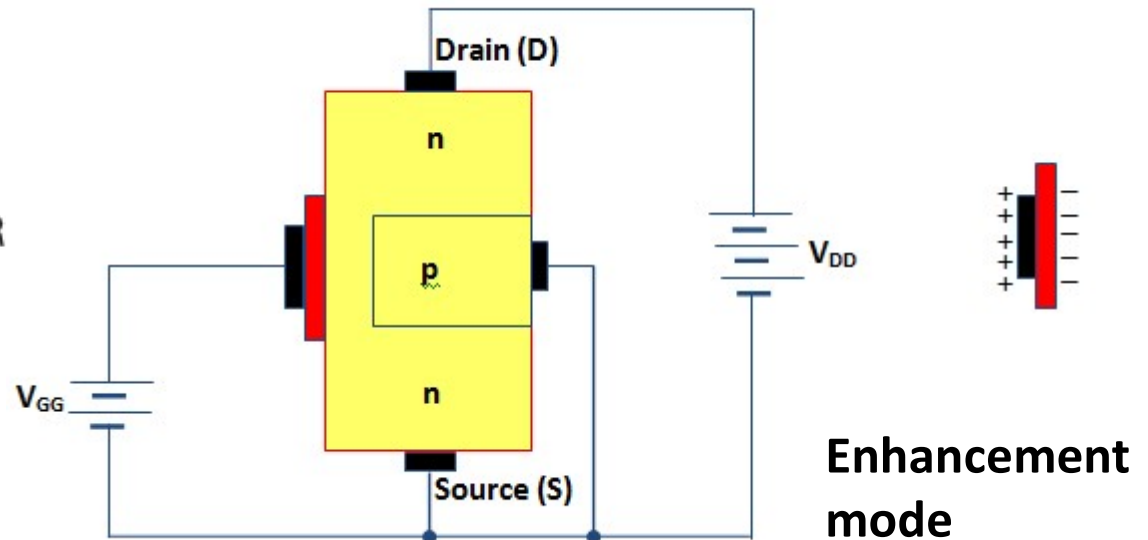 Drain (D)
n
R
p
VDD
VGG
n
Source (S)
+
+
+
+
+
–
–
–
–
–
Enhancement
mode